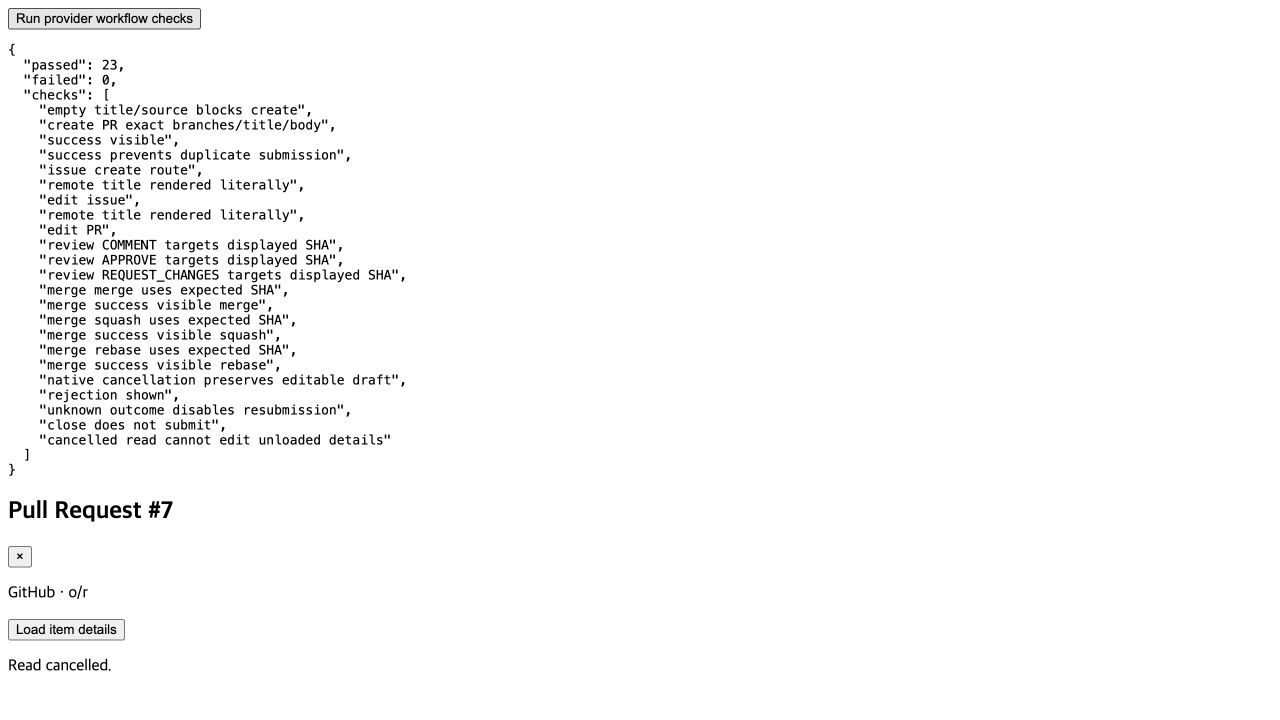 Run provider workflow checks
{
  "passed": 23,
  "failed": 0,
  "checks": [
    "empty title/source blocks create",
    "create PR exact branches/title/body",
    "success visible",
    "success prevents duplicate submission",
    "issue create route",
    "remote title rendered literally",
    "edit issue",
    "remote title rendered literally",
    "edit PR",
    "review COMMENT targets displayed SHA",
    "review APPROVE targets displayed SHA",
    "review REQUEST_CHANGES targets displayed SHA",
    "merge merge uses expected SHA",
    "merge success visible merge",
    "merge squash uses expected SHA",
    "merge success visible squash",
    "merge rebase uses expected SHA",
    "merge success visible rebase",
    "native cancellation preserves editable draft",
    "rejection shown",
    "unknown outcome disables resubmission",
    "close does not submit",
    "cancelled read cannot edit unloaded details"
  ]
}
Pull Request #7
×
GitHub · o/r
Load item details
Read cancelled.